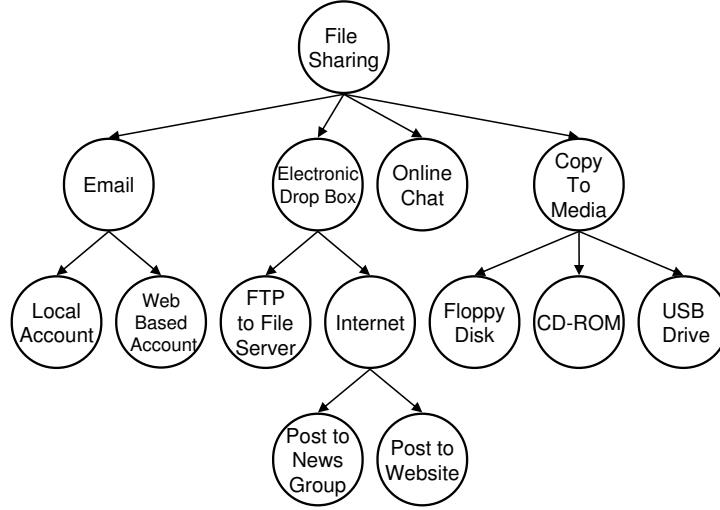 File
Sharing
Email
Electronic
Drop Box
Online
Chat
Copy
To
Media
Local
Account
Web
Based
Account
FTP
to File
Server
Internet
Floppy
Disk
CD-ROM
USB
Drive
Post to
News
Group
Post to
Website